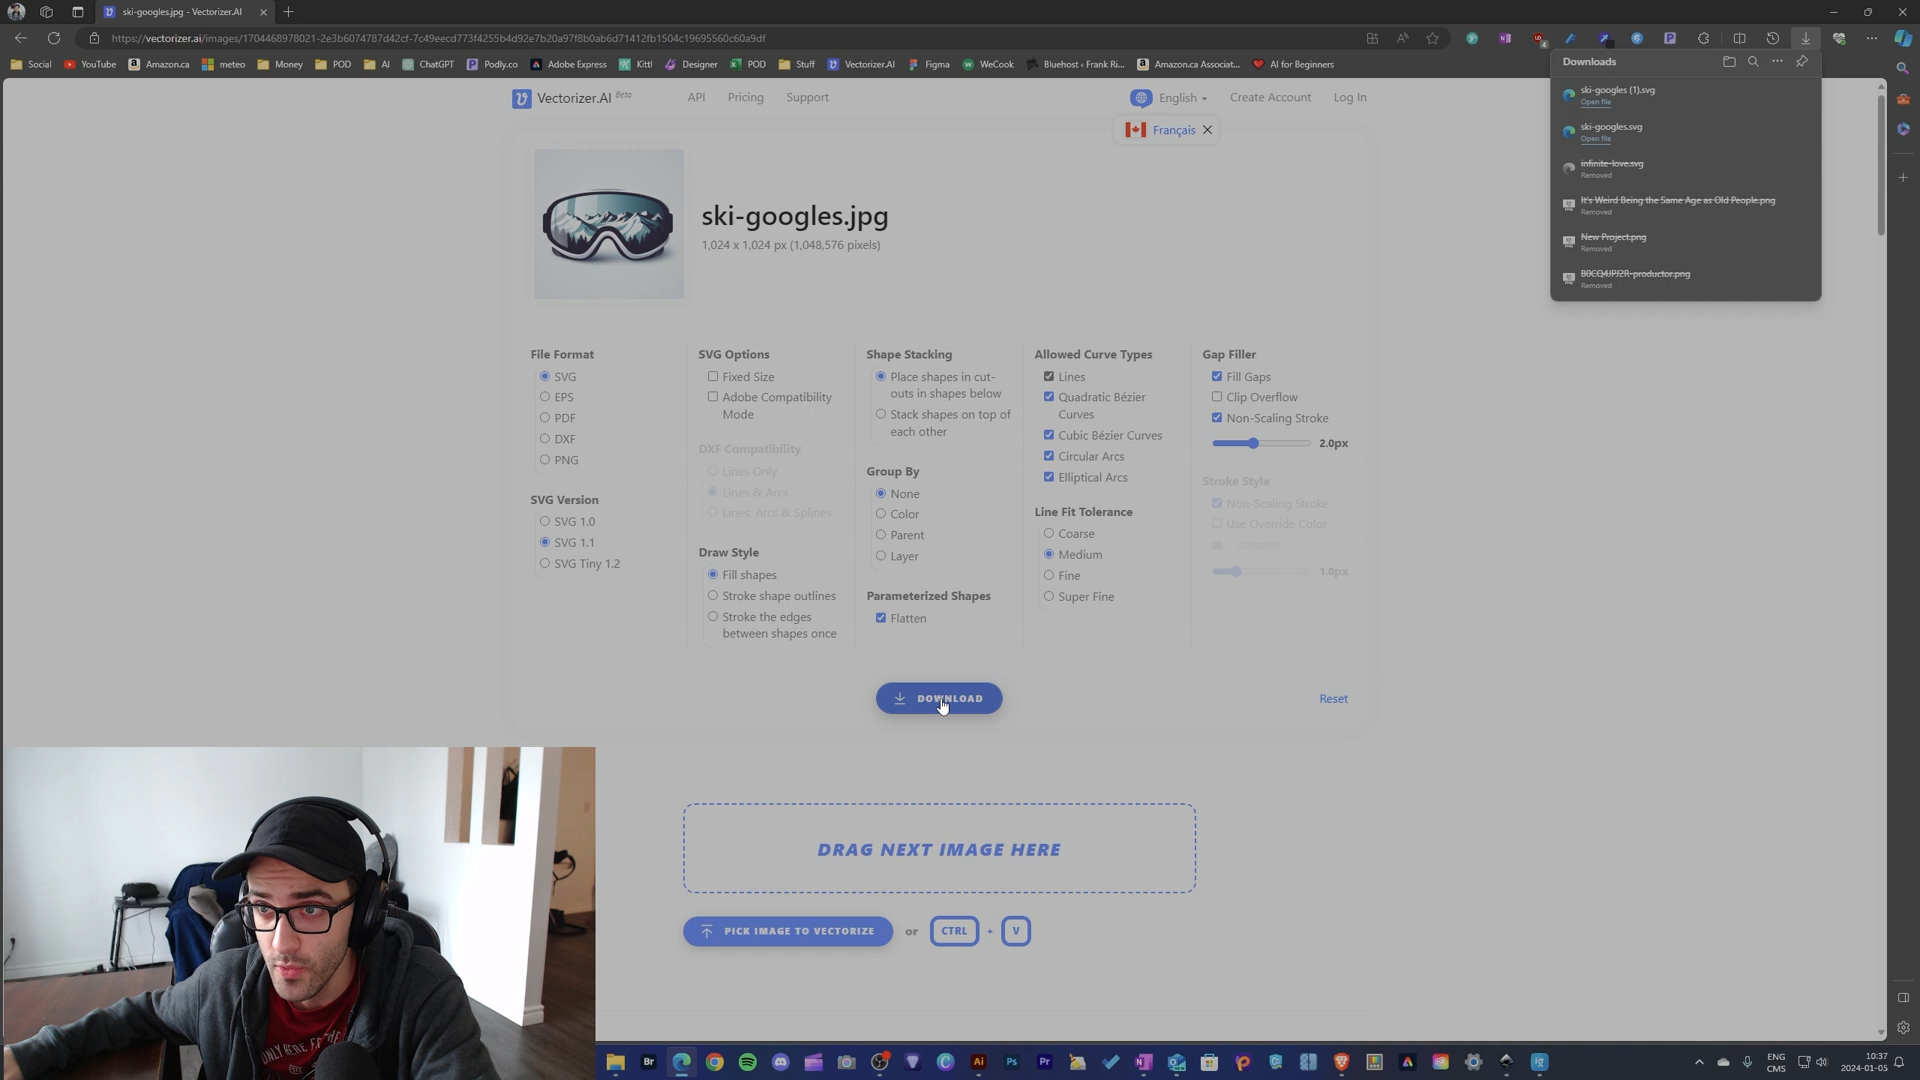 ski-googles.jpg - Vectorizer.AI
https://vectorizer.ai/images/1704468978021-2e3b6074787d42cf-7c49eecd773f4255b4d92e7b20a97f8b0ab6d71412fb1504c19695560c60a9df
Social YouTube Amazon.ca meteo Money POD AI ChatGPT Podly.co Adobe Express Kittl Designer POD Stuff Vectorizer.AI Figma WeCook Bluehost ‹ Frank Ri... Amazon.ca Associat... AI for Beginners
Downloads
ski-googles (1).svg
Open file
ski-googles.svg
Open file
infinite-love.svg
Removed
It's Weird Being the Same Age as Old People.png
Removed
New Project.png
Removed
B0CQ4JPJ2R-productor.png
Removed
Vectorizer.AI Beta API Pricing Support English Create Account Log In
Français
ski-googles.jpg
1,024 x 1,024 px (1,048,576 pixels)
File Format
SVG
EPS
PDF
DXF
PNG
SVG Version
SVG 1.0
SVG 1.1
SVG Tiny 1.2
SVG Options
Fixed Size
Adobe Compatibility
Mode
DXF Compatibility
Lines Only
Lines & Arcs
Lines, Arcs & Splines
Draw Style
Fill shapes
Stroke shape outlines
Stroke the edges
between shapes once
Shape Stacking
Place shapes in cut-
outs in shapes below
Stack shapes on top of
each other
Group By
None
Color
Parent
Layer
Parameterized Shapes
Flatten
Allowed Curve Types
Lines
Quadratic Bézier
Curves
Cubic Bézier Curves
Circular Arcs
Elliptical Arcs
Line Fit Tolerance
Coarse
Medium
Fine
Super Fine
Gap Filler
Fill Gaps
Clip Overflow
Non-Scaling Stroke
2.0px
Stroke Style
Non-Scaling Stroke
Use Override Color
1.0px
DOWNLOAD
Reset
DRAG NEXT IMAGE HERE
PICK IMAGE TO VECTORIZE or CTRL + V
ONLY HERE
ENG
CMS
10:37
2024-01-05